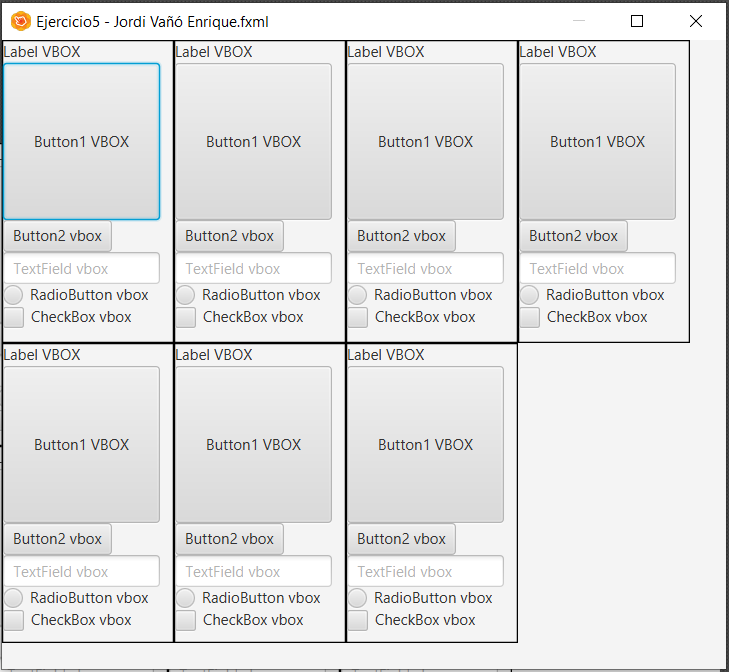 Ejercicio5 - Jordi Vañó Enrique.fxml
Label VBOX Label VBOX Label VBOX Label VBOX
Button1 VBOX Button1 VBOX Button1 VBOX Button1 VBOX
Button2 vbox Button2 vbox Button2 vbox Button2 vbox
TextField vbox TextField vbox TextField vbox TextField vbox
RadioButton vbox RadioButton vbox RadioButton vbox RadioButton vbox
CheckBox vbox CheckBox vbox CheckBox vbox CheckBox vbox
Label VBOX Label VBOX Label VBOX
Button1 VBOX Button1 VBOX Button1 VBOX
Button2 vbox Button2 vbox Button2 vbox
TextField vbox TextField vbox TextField vbox
RadioButton vbox RadioButton vbox RadioButton vbox
CheckBox vbox CheckBox vbox CheckBox vbox